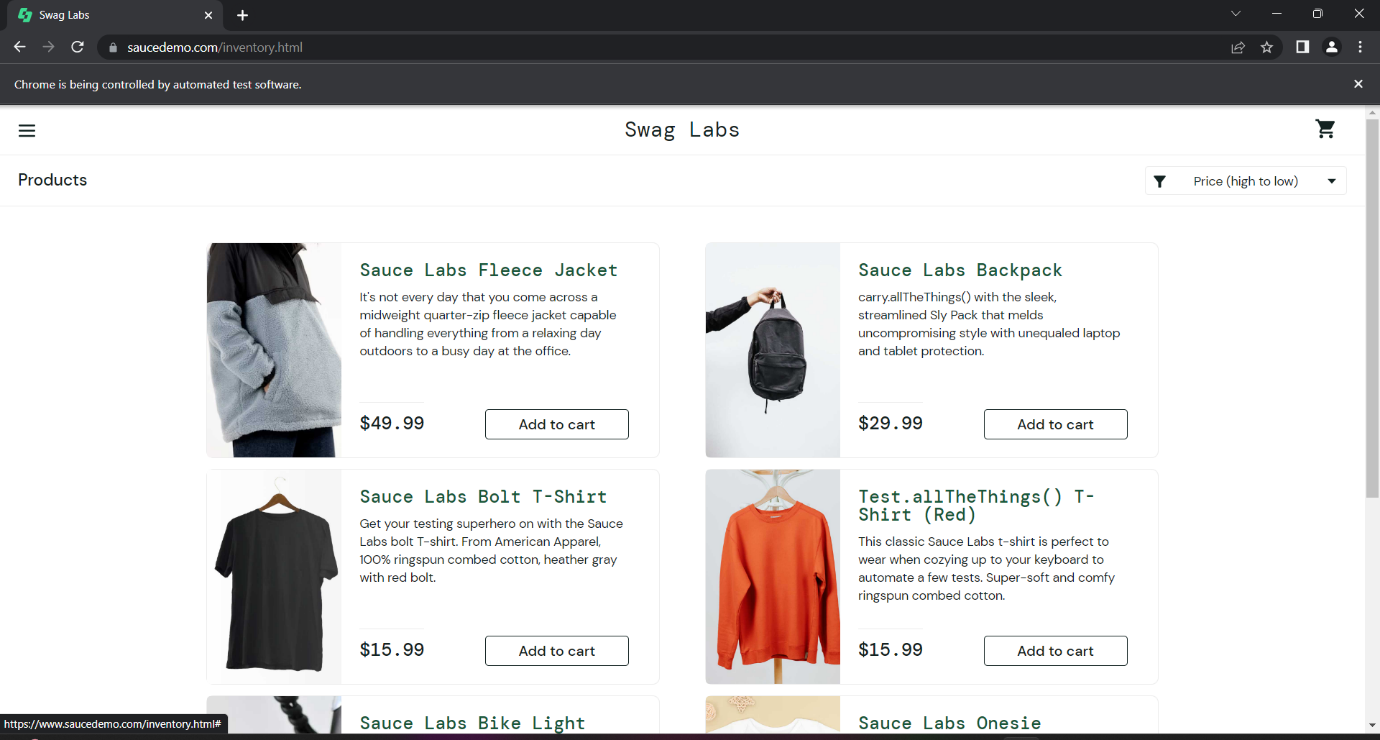 Swag Labs
saucedemo.com/inventory.html
Chrome is being controlled by automated test software.
Swag Labs
Products
Price (high to low)
Sauce Labs Fleece Jacket
It's not every day that you come across a
midweight quarter-zip fleece jacket capable
of handling everything from a relaxing day
outdoors to a busy day at the office.
$49.99
Add to cart
Sauce Labs Backpack
carry.allTheThings() with the sleek,
streamlined Sly Pack that melds
uncompromising style with unequaled laptop
and tablet protection.
$29.99
Add to cart
Sauce Labs Bolt T-Shirt
Get your testing superhero on with the Sauce
Labs bolt T-shirt. From American Apparel,
100% ringspun combed cotton, heather gray
with red bolt.
$15.99
Add to cart
Test.allTheThings() T-
Shirt (Red)
This classic Sauce Labs t-shirt is perfect to
wear when cozying up to your keyboard to
automate a few tests. Super-soft and comfy
ringspun combed cotton.
$15.99
Add to cart
Sauce Labs Bike Light
Sauce Labs Onesie
https://www.saucedemo.com/inventory.html#